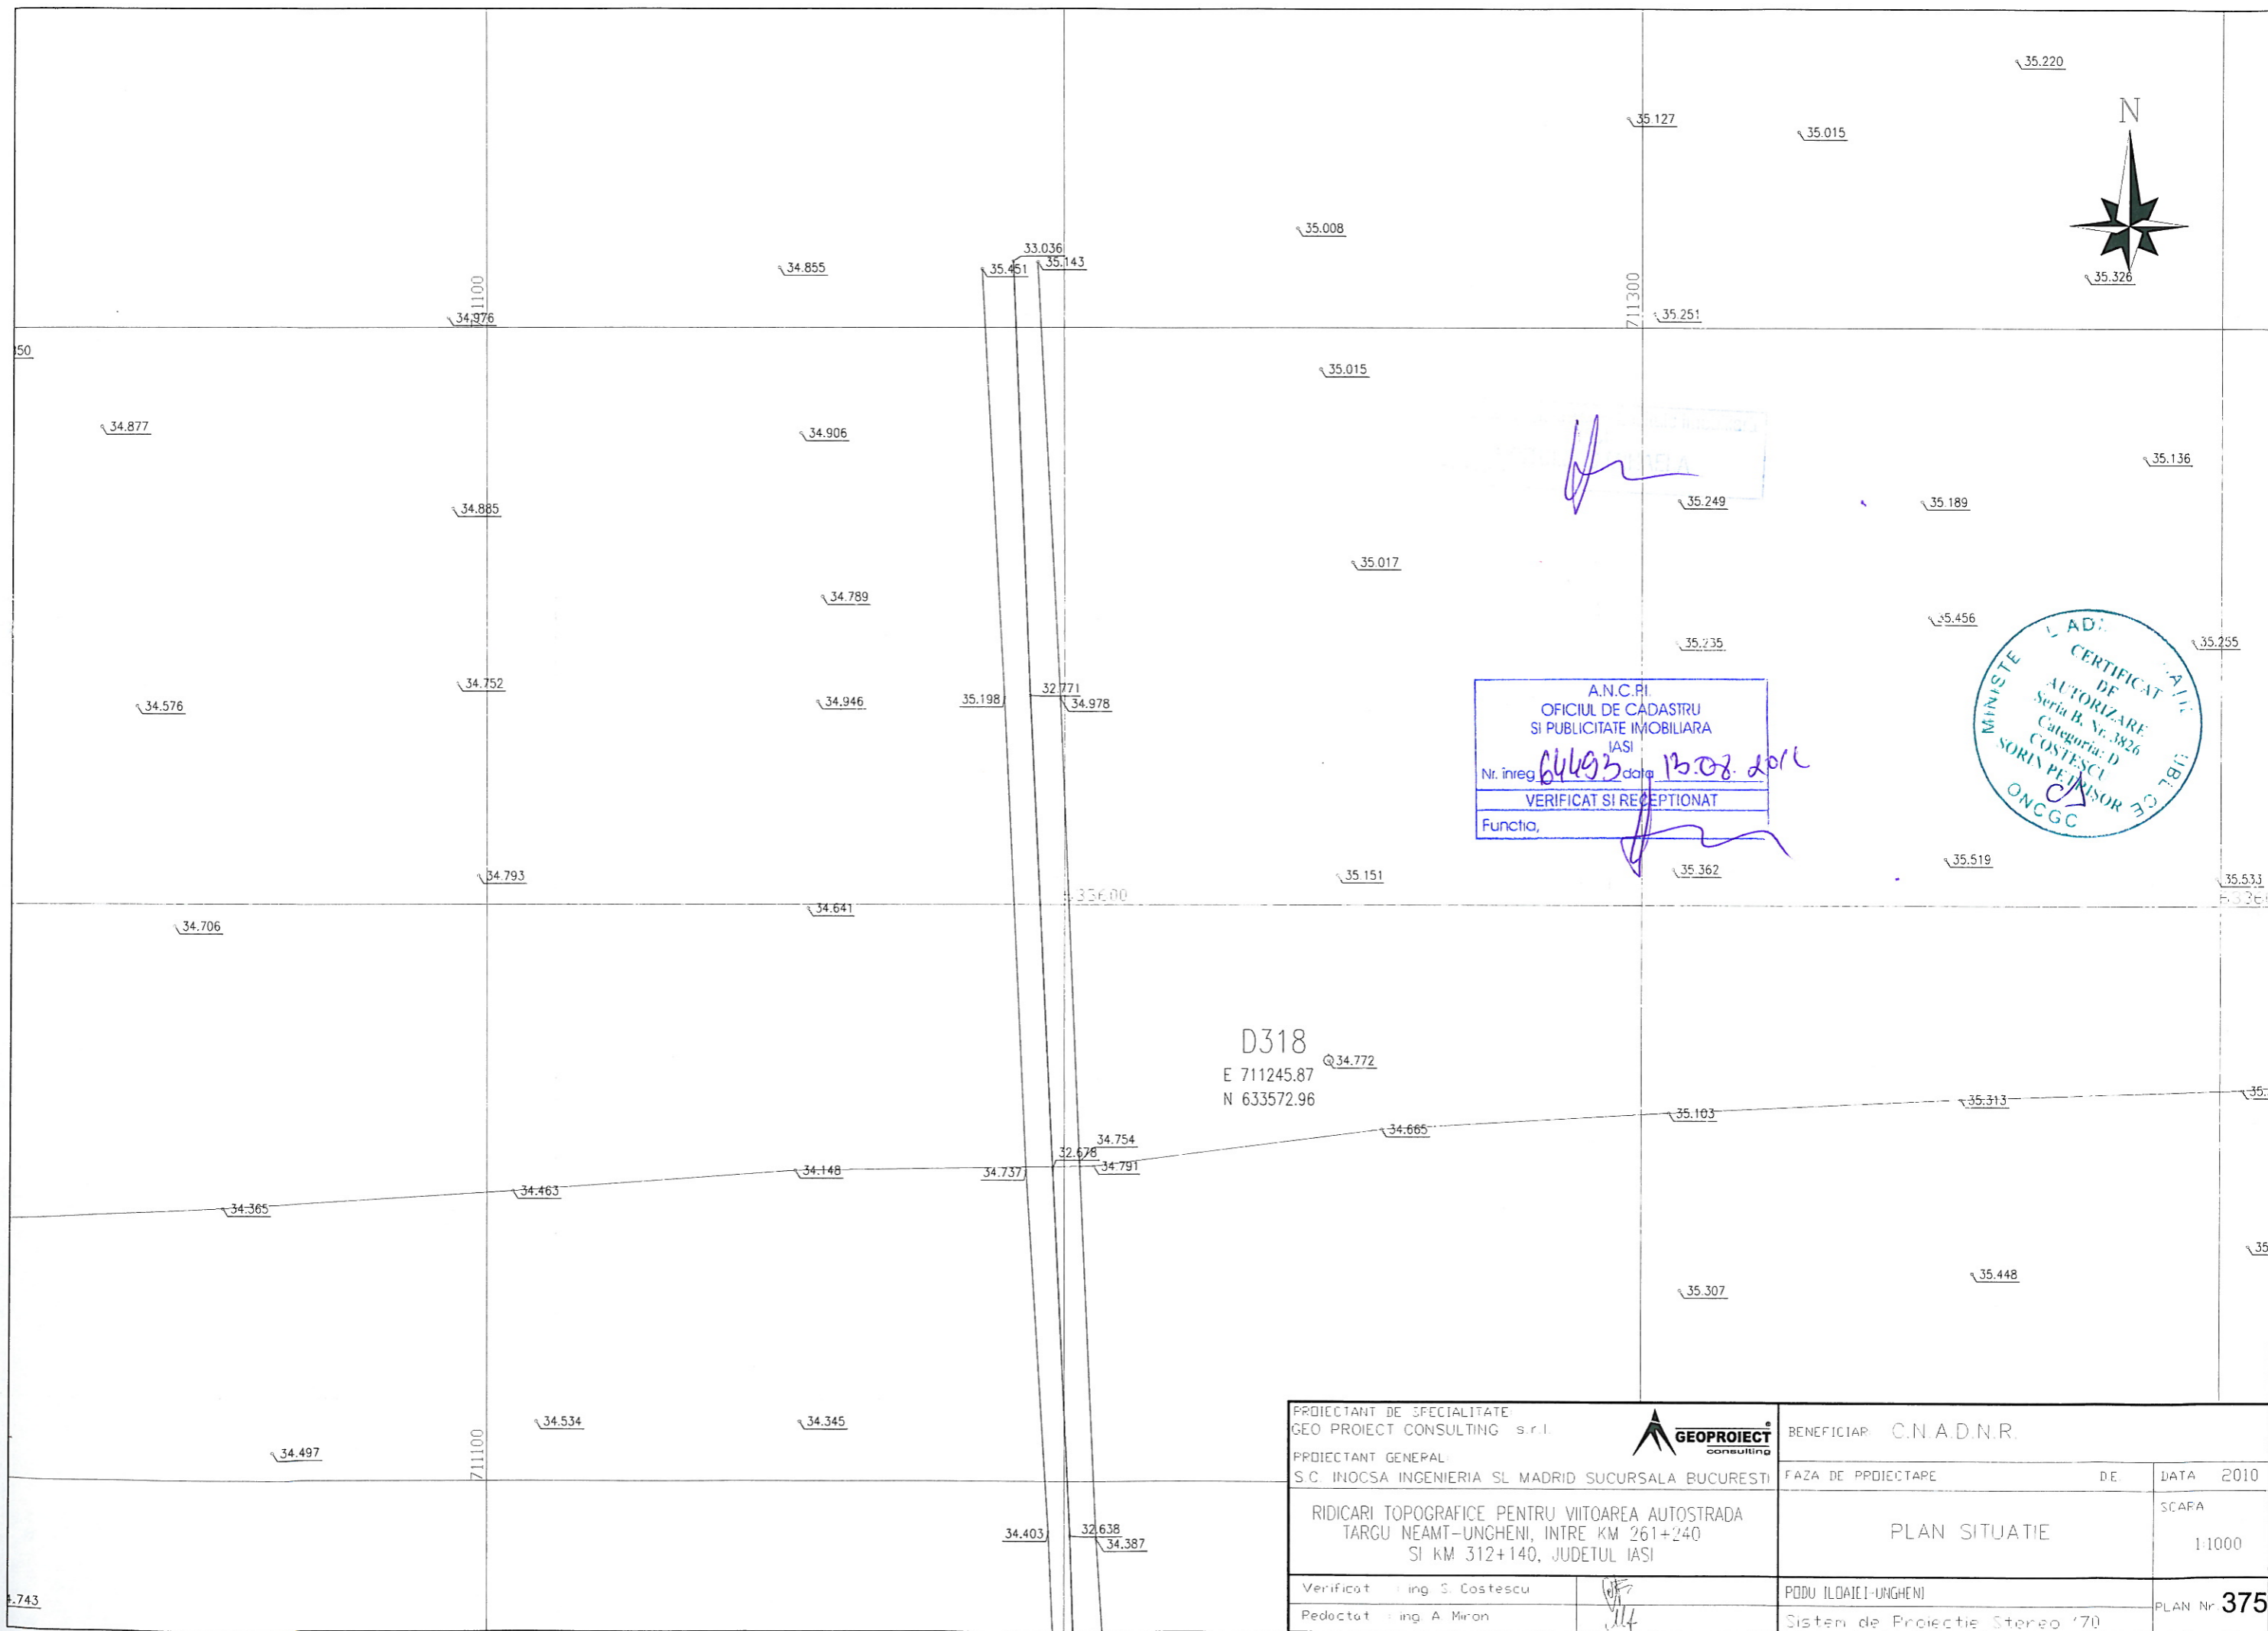 35.220
N
35.127
35.015
35.008
33.036
35.451
35.143
34.855
35.326
711100
711300
34.976
35.251
35.015
34.877
34.906
35.136
34.885
35.249
35.189
35.017
34.789
35.456
35.235
35.255
34.752
34.576
34.946
35.198
32.771
34.978
A.N.C.P.I.
OFICIUL DE CADASTRU
SI PUBLICITATE IMOBILIARA
IASI
Nr. inreg 64493 data 13.08.
VERIFICAT SI RECEPTIONAT
Functia,
MINISTE
CERTIFICAT
DE
AUTORIZARE
Seria B, Nr. 3826
Categoria: D
COSTESCU
SORIN PETRISOR
ONCGC
34.793
35.151
35.362
35.519
35.533
34.641
34.706
D318
34.772
E 711245.87
N 633572.96
35.103
35.313
34.665
34.754
32.678
34.737
34.791
34.148
34.463
34.365
35.448
35.307
34.534
34.345
34.497
711100
34.403
32.638
34.387
PROIECTANT DE SPECIALITATE
GEO PROIECT CONSULTING s.r.l.
GEOPROIECT
consulting
PROIECTANT GENERAL
S.C. INOCSA INGENIERIA SL MADRID SUCURSALA BUCURESTI
BENEFICIAR C.N.A.D.N.R.
FAZA DE PROIECTARE D.E.
DATA 2010
RIDICARI TOPOGRAFICE PENTRU VIITOAREA AUTOSTRADA
TARGU NEAMT-UNGHENI, INTRE KM 261+240
SI KM 312+140, JUDETUL IASI
PLAN SITUATIE
SCARA
1:1000
Verificat : ing. S. Costescu
Redactat : ing. A. Miron
PODU ILOAIEI-UNGHENI
Sistem de Proiectie Stereo '70
PLAN Nr 375